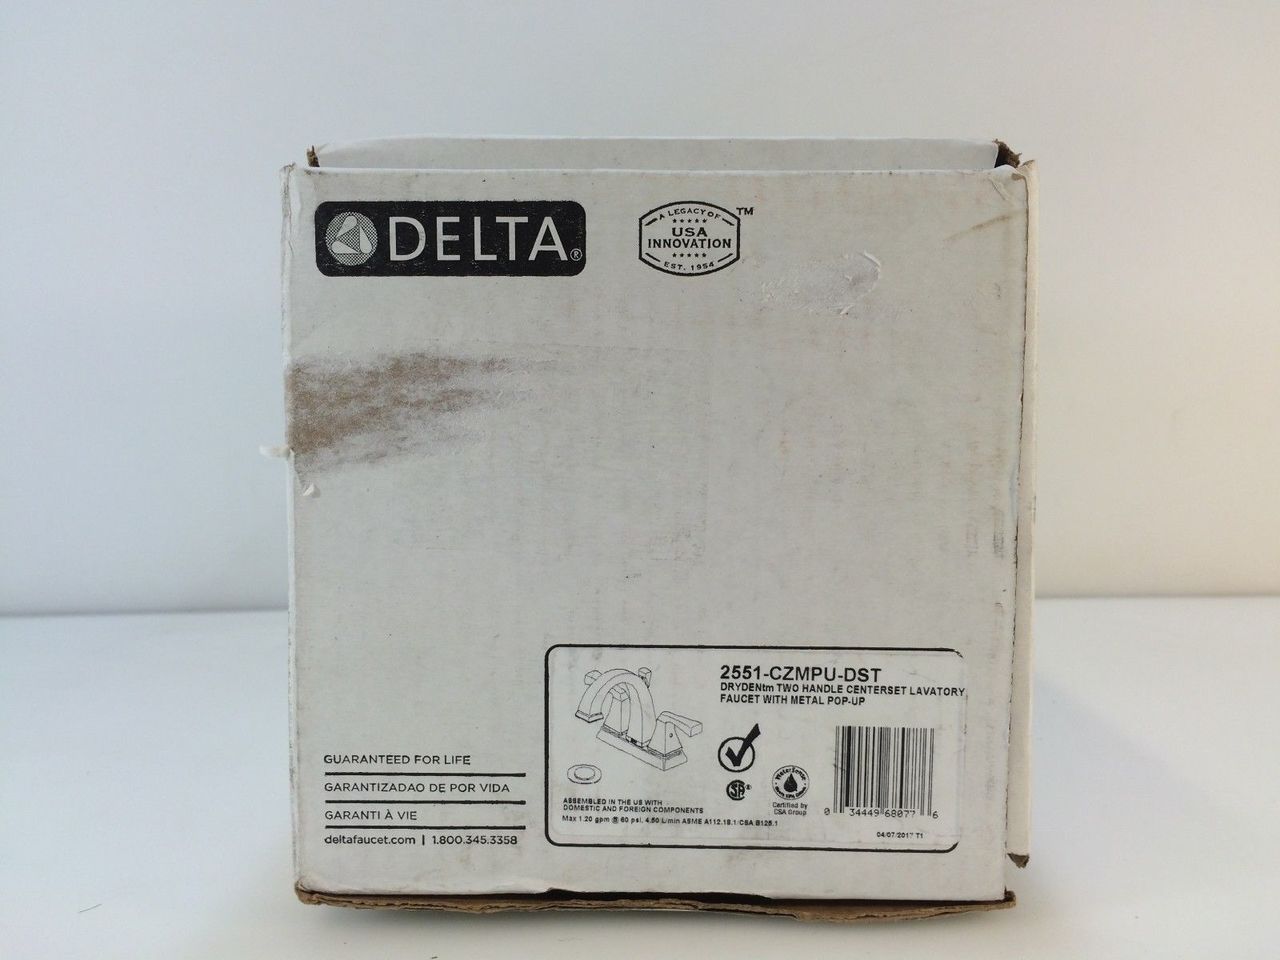 DELTA®
A LEGACY OF
USA
INNOVATION
EST. 1954
TM
2551-CZMPU-DST
DRYDENtm TWO HANDLE CENTERSET LAVATORY
FAUCET WITH METAL POP-UP
GUARANTEED FOR LIFE
GARANTIZADAO DE POR VIDA
GARANTI À VIE
deltafaucet.com | 1.800.345.3358
ASSEMBLED IN THE US WITH
DOMESTIC AND FOREIGN COMPONENTS
Max 1.20 gpm @ 60 psi, 4.50 L/min ASME A112.18.1/CSA B125.1
WaterSense
Certified by
CSA Group
0 34449 68077 6
04/07/2017 T1